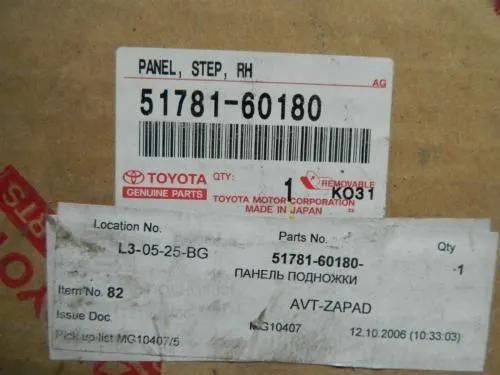 PANEL, STEP, RH
AG
51781-60180
TOYOTA
GENUINE PARTS
QTY:
1
REMOVABLE
KO31
TOYOTA MOTOR CORPORATION
MADE IN JAPAN
PARTS
Location No.
Parts No.
Qty
L3-05-25-BG
51781-60180-
1
ПАНЕЛЬ ПОДНОЖКИ
Item No. 82
AVT-ZAPAD
Issue Doc
MG10407
12.10.2006 (10:33:03)
Pick up list MG10407/5